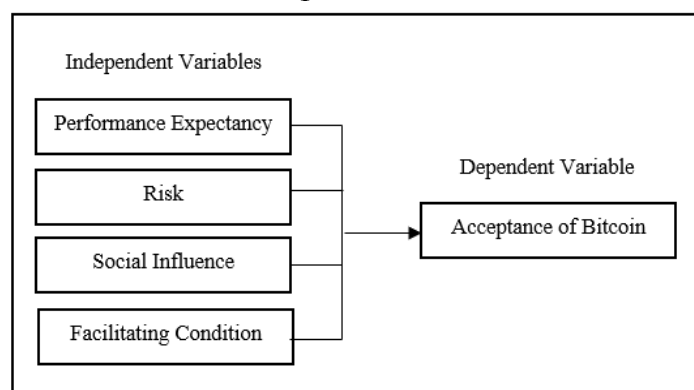 Independent Variables
Performance Expectancy
Risk
Social Influence
Facilitating Condition
Dependent Variable
Acceptance of Bitcoin